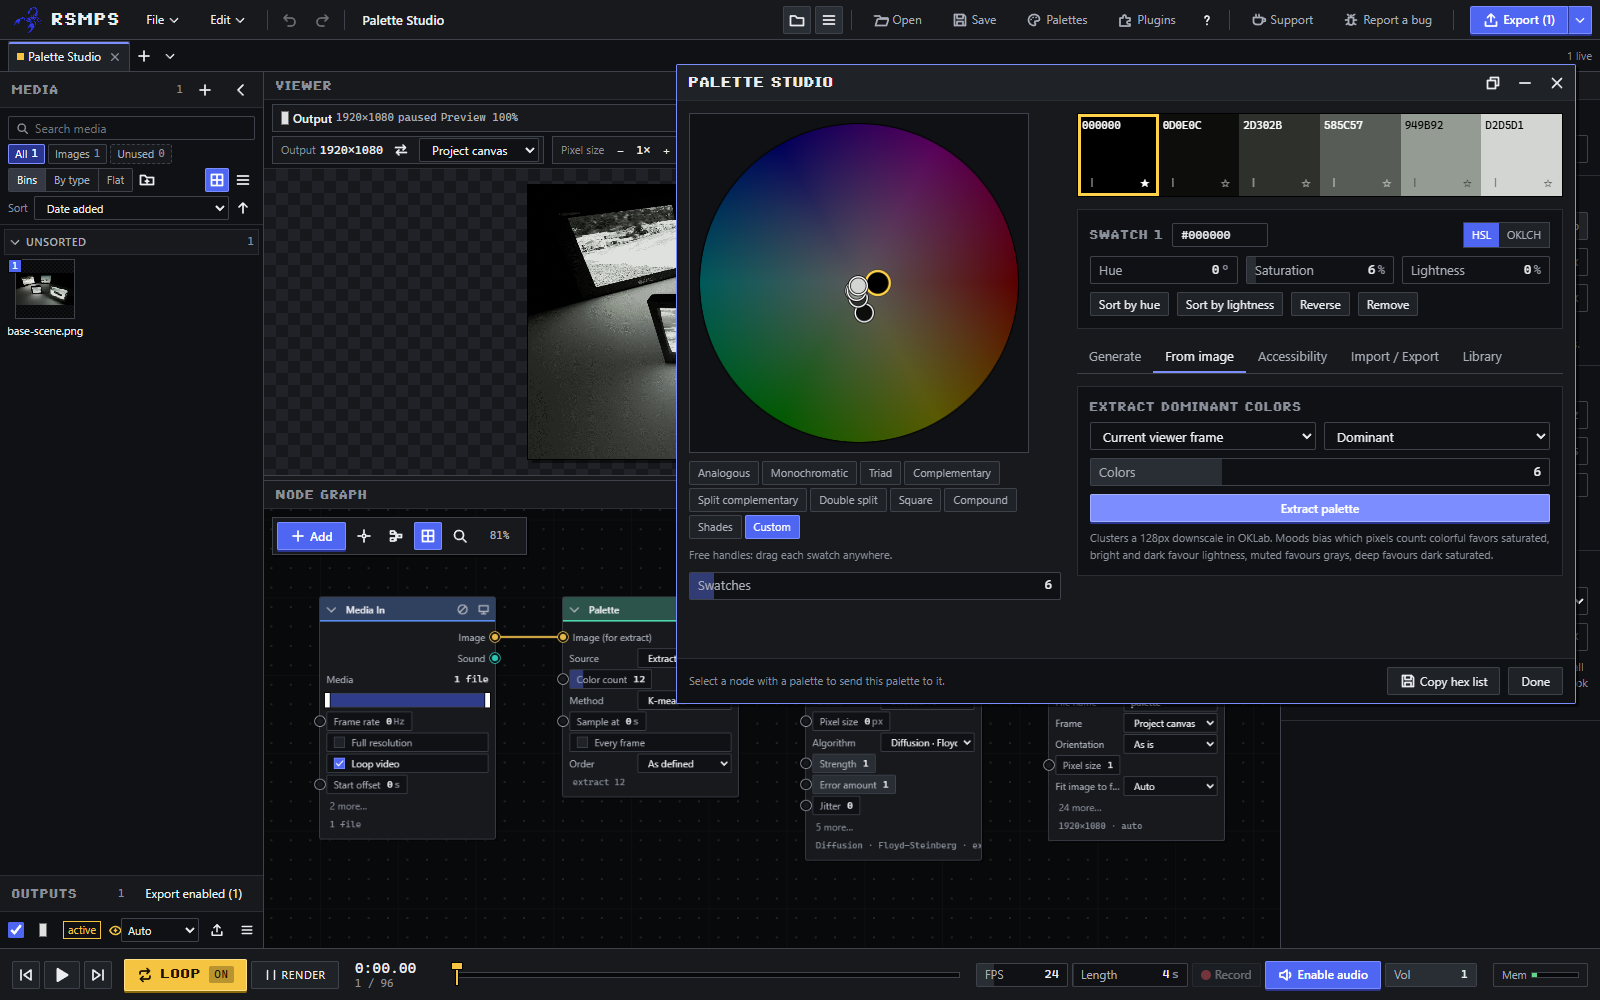 RSMPS File Edit Palette Studio Open Save Palettes Plugins ? Support Report a bug Export (1)
Palette Studio 1 live
MEDIA 1
Search media
All 1 Images 1 Unused 0
Bins By type Flat
Sort Date added
UNSORTED 1
1
base-scene.png
OUTPUTS 1 Export enabled (1)
active Auto
VIEWER
Output 1920×1080 paused Preview 100%
Output 1920×1080 Project canvas Pixel size − 1× +
NODE GRAPH
+ Add 81%
Media In
Image
Sound
Media 1 file
Frame rate 0 Hz
Full resolution
Loop video
Start offset 0 s
2 more...
1 file
Palette
Image (for extract)
Source Extract
Color count 12
Method K-mea
Sample at 0 s
Every frame
Order As defined
extract 12
Pixel size 0 px
Algorithm Diffusion · Floyd
Strength 1
Error amount 1
Jitter 0
5 more...
Diffusion · Floyd-Steinberg · ex
Frame Project canvas
Orientation As is
Pixel size 1
Fit image to f... Auto
24 more...
1920×1080 · auto
PALETTE STUDIO
000000 0D0E0C 2D302B 585C57 949B92 D2D5D1
SWATCH 1 #000000 HSL OKLCH
Hue 0° Saturation 6% Lightness 0%
Sort by hue Sort by lightness Reverse Remove
Generate From image Accessibility Import / Export Library
EXTRACT DOMINANT COLORS
Current viewer frame Dominant
Colors 6
Extract palette
Clusters a 128px downscale in OKLab. Moods bias which pixels count: colorful favors saturated,
bright and dark favour lightness, muted favours grays, deep favours dark saturated.
Analogous Monochromatic Triad Complementary
Split complementary Double split Square Compound
Shades Custom
Free handles: drag each swatch anywhere.
Swatches 6
Select a node with a palette to send this palette to it. Copy hex list Done
LOOP ON RENDER 0:00.00
1 / 96
FPS 24 Length 4 s Record Enable audio Vol 1 Mem